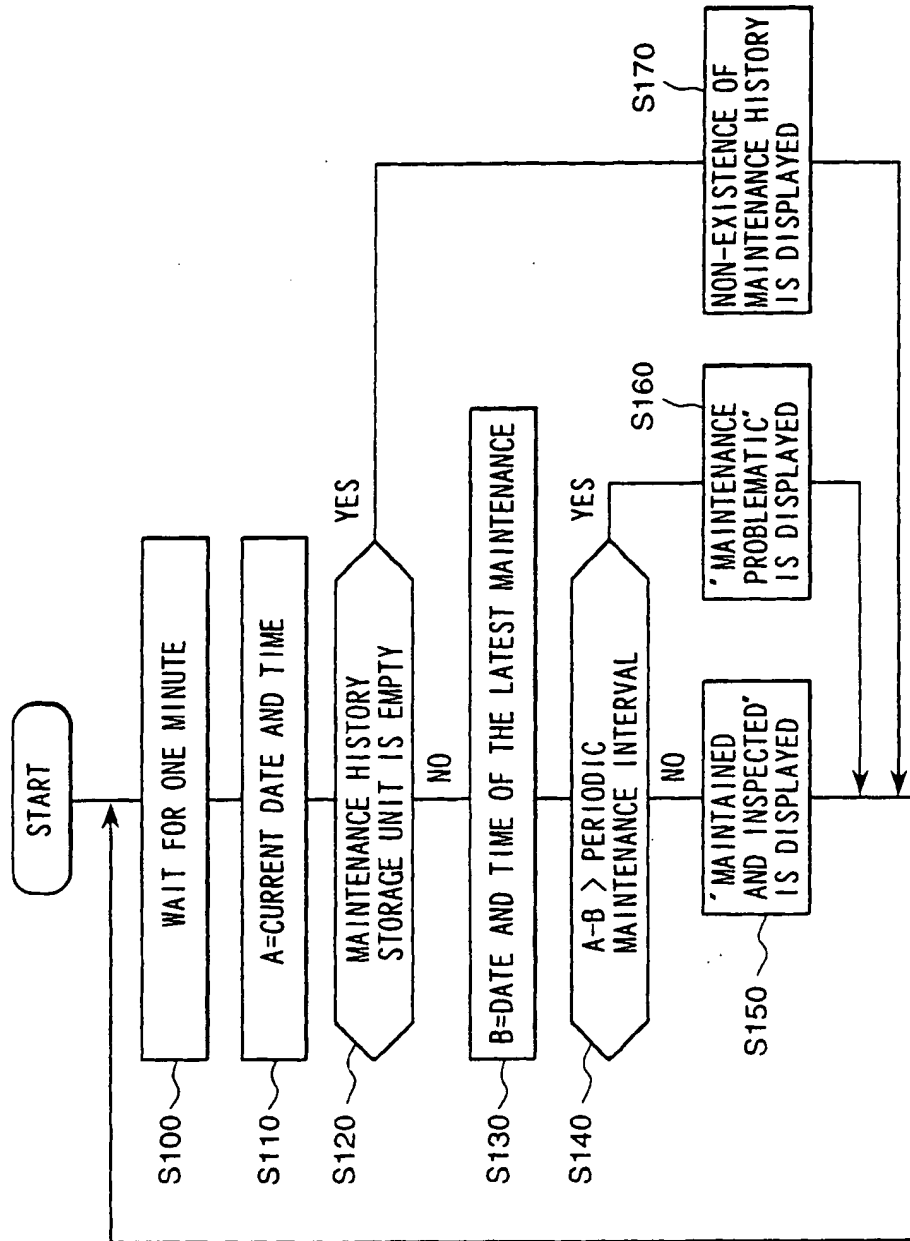 START
WAIT FOR ONE MINUTE
S100
A=CURRENT DATE AND TIME
S110
MAINTENANCE HISTORY
STORAGE UNIT IS EMPTY
S120
YES
NO
B=DATE AND TIME OF THE LATEST MAINTENANCE
S130
A-B > PERIODIC
MAINTENANCE INTERVAL
S140
YES
NO
'MAINTAINED
AND INSPECTED'
IS DISPLAYED
S150
'MAINTENANCE
PROBLEMATIC'
IS DISPLAYED
S160
NON-EXISTENCE OF
MAINTENANCE HISTORY
IS DISPLAYED
S170